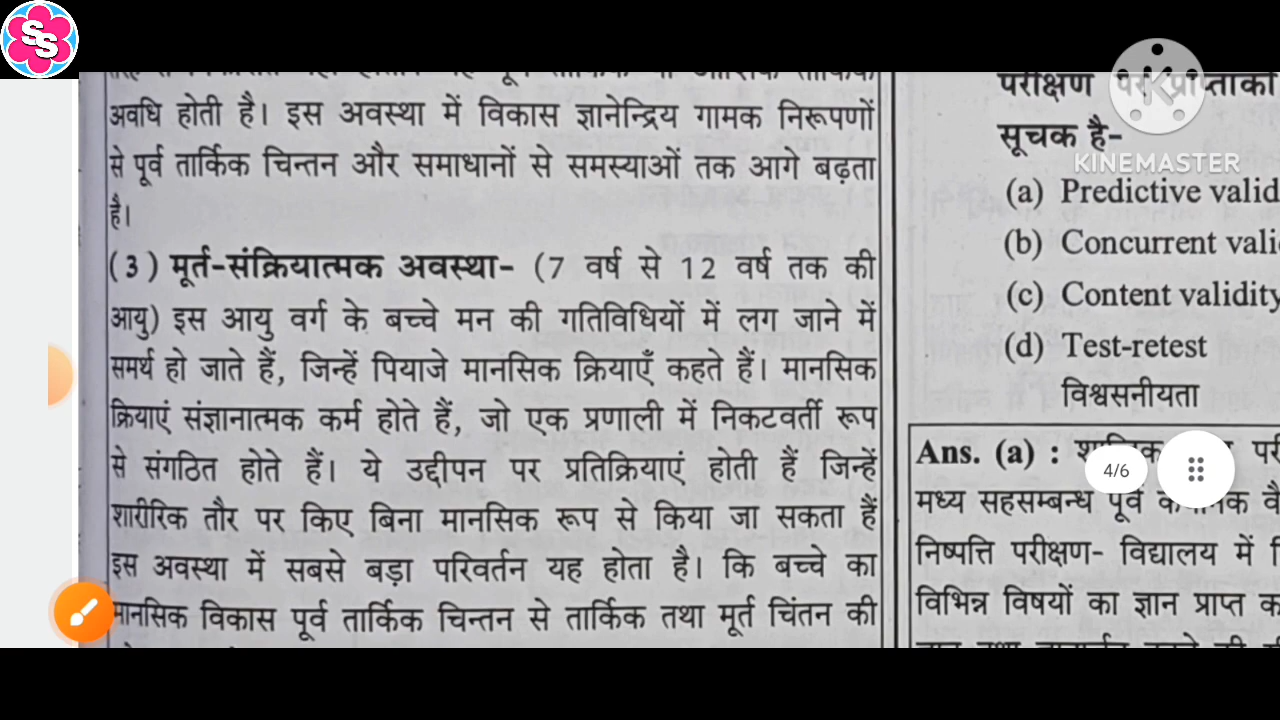 SS
अवधि होती है। इस अवस्था में विकास ज्ञानेन्द्रिय गामक निरूपणों
से पूर्व तार्किक चिन्तन और समाधानों से समस्याओं तक आगे बढ़ता
है।
(3) मूर्त-संक्रियात्मक अवस्था- (7 वर्ष से 12 वर्ष तक की
आयु) इस आयु वर्ग के बच्चे मन की गतिविधियों में लग जाने में
समर्थ हो जाते हैं, जिन्हें पियाजे मानसिक क्रियाएँ कहते हैं। मानसिक
क्रियाएं संज्ञानात्मक कर्म होते हैं, जो एक प्रणाली में निकटवर्ती रूप
से संगठित होते हैं। ये उद्दीपन पर प्रतिक्रियाएं होती हैं जिन्हें
शारीरिक तौर पर किए बिना मानसिक रूप से किया जा सकता हैं
इस अवस्था में सबसे बड़ा परिवर्तन यह होता है। कि बच्चे का
मानसिक विकास पूर्व तार्किक चिन्तन से तार्किक तथा मूर्त चिंतन की
परीक्षण
सूचक है-
KINEMASTER
(a) Predictive valid
(b) Concurrent vali
(c) Content validity
(d) Test-retest
विश्वसनीयता
Ans. (a) :
4/6
मध्य सहसम्बन्ध पूर्व
निष्पत्ति परीक्षण- विद्यालय में
विभिन्न विषयों का ज्ञान प्राप्त